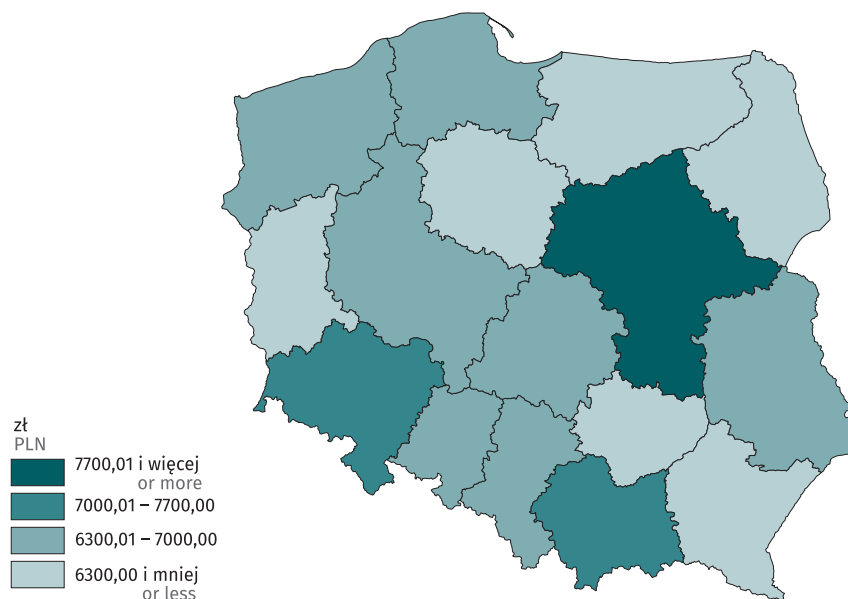 zł
PLN
7700,01 i więcej
or more
7000,01 – 7700,00
6300,01 – 7000,00
6300,00 i mniej
or less